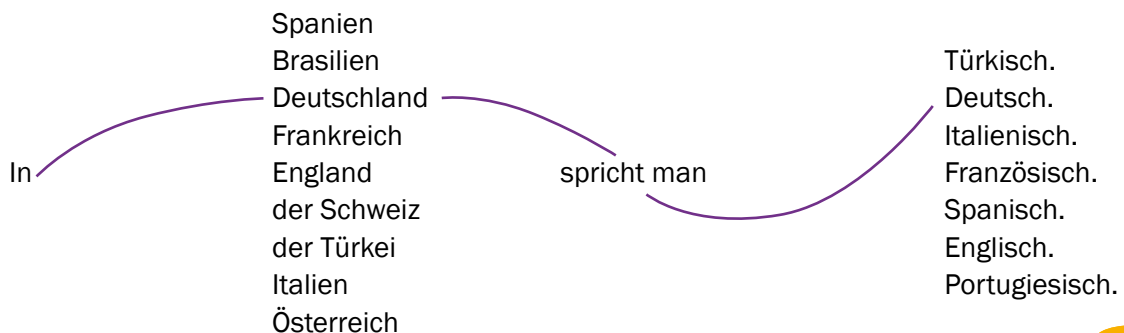 Spanien
Brasilien
Deutschland
Frankreich
England
der Schweiz
der Türkei
Italien
Österreich
In
spricht man
Türkisch.
Deutsch.
Italienisch.
Französisch.
Spanisch.
Englisch.
Portugiesisch.